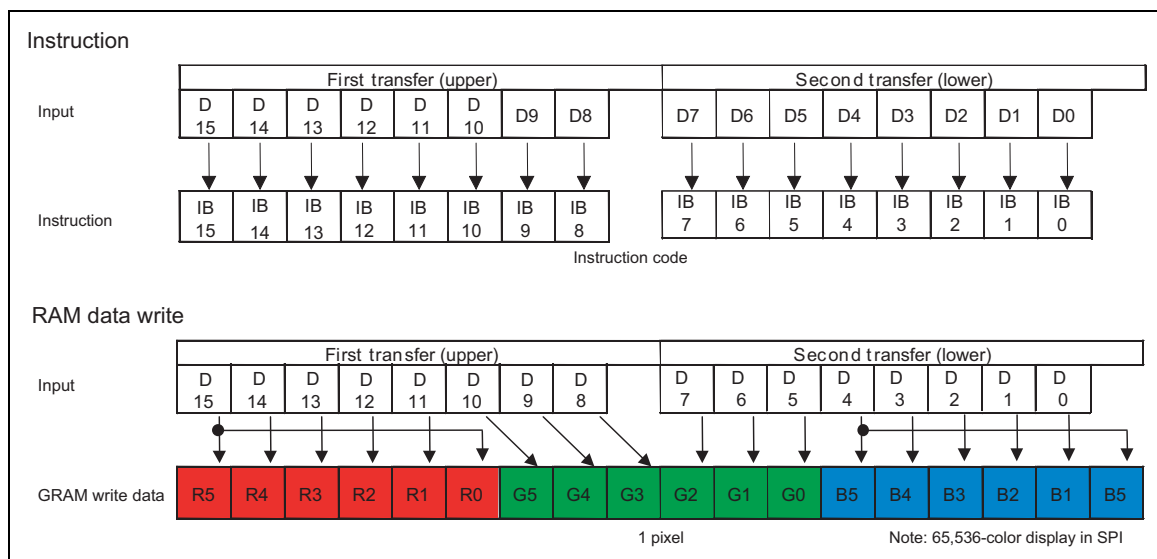 Instruction
First transfer (upper) Second transfer (lower)
Input D 15 D 14 D 13 D 12 D 11 D 10 D9 D8 D7 D6 D5 D4 D3 D2 D1 D0
Instruction IB 15 IB 14 IB 13 IB 12 IB 11 IB 10 IB 9 IB 8 IB 7 IB 6 IB 5 IB 4 IB 3 IB 2 IB 1 IB 0
Instruction code
RAM data write
First transfer (upper) Second transfer (lower)
Input D 15 D 14 D 13 D 12 D 11 D 10 D 9 D 8 D 7 D 6 D 5 D 4 D 3 D 2 D 1 D 0
GRAM write data R5 R4 R3 R2 R1 R0 G5 G4 G3 G2 G1 G0 B5 B4 B3 B2 B1 B5
1 pixel Note: 65,536-color display in SPI